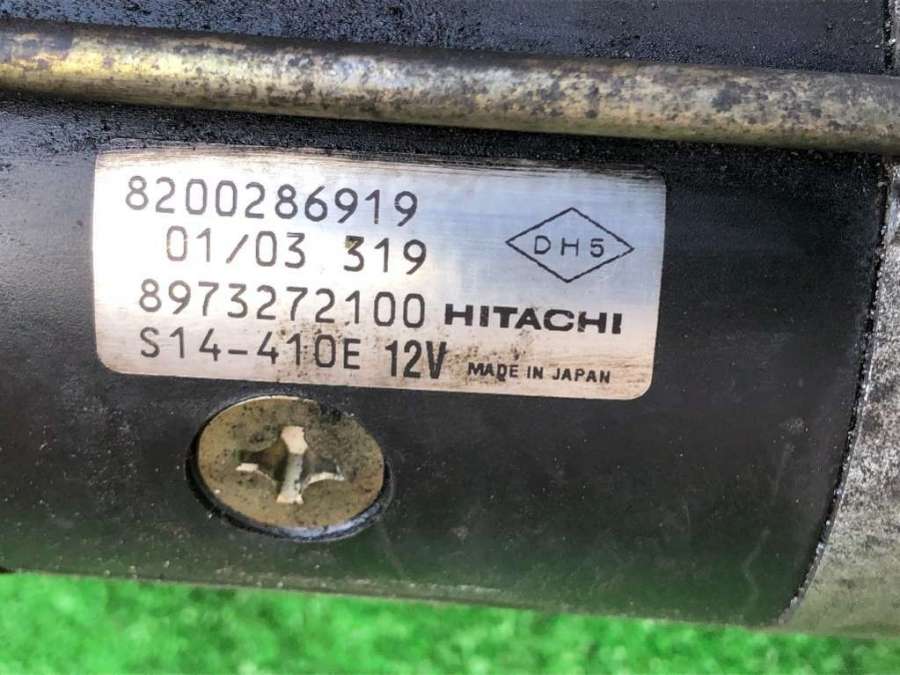 8200286919
01/03 319
DH5
8973272100 HITACHI
S14-410E 12V MADE IN JAPAN